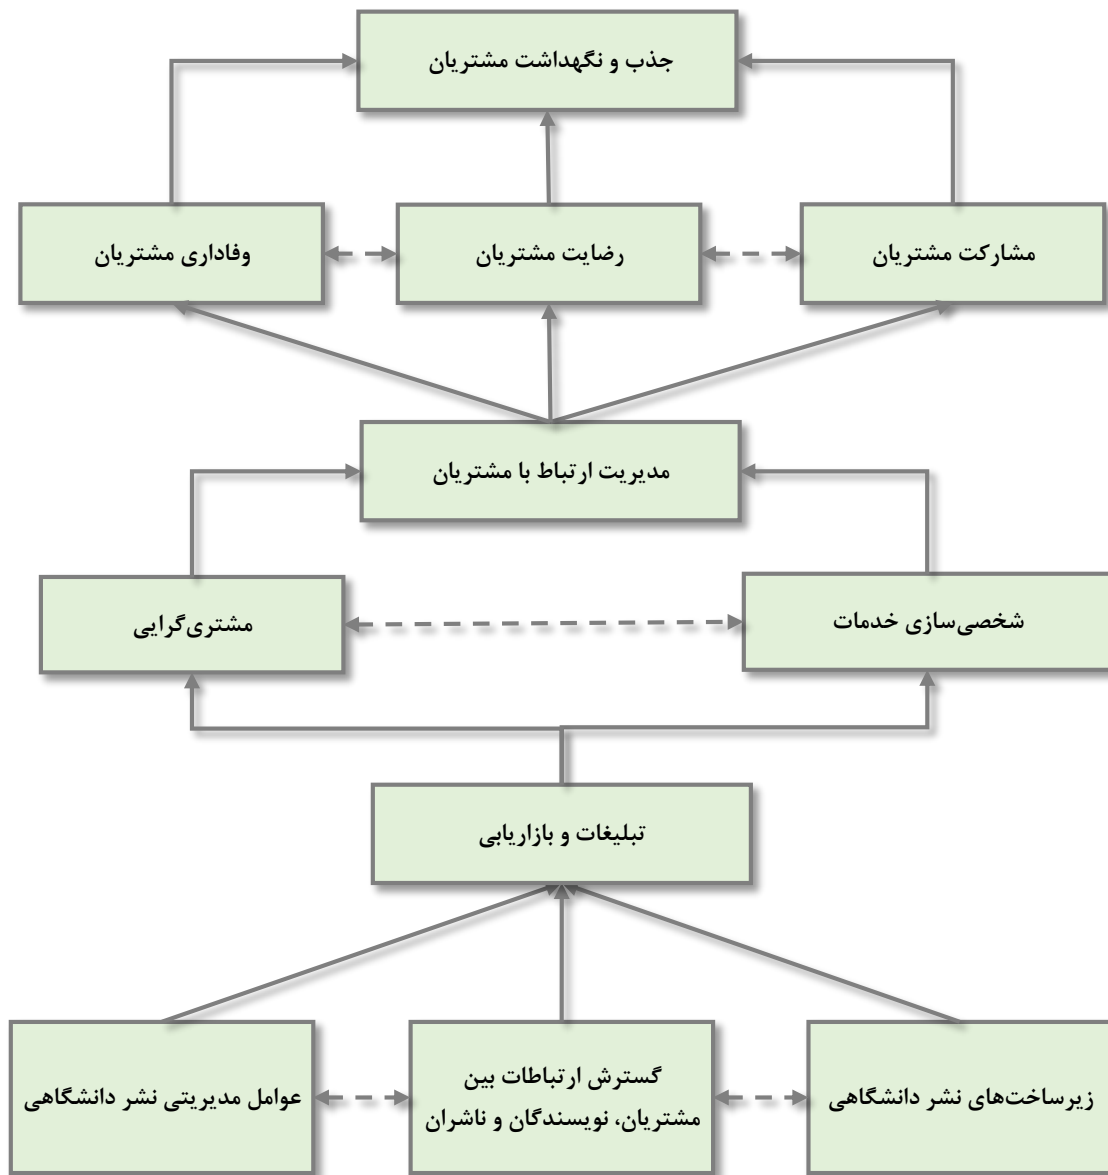 جذب و نگهداشت مشتریان
مشارکت مشتریان
رضایت مشتریان
وفاداری مشتریان
مدیریت ارتباط با مشتریان
شخصی‌سازی خدمات
مشتری‌گرایی
تبلیغات و بازاریابی
زیرساخت‌های نشر دانشگاهی
گسترش ارتباطات بین
مشتریان، نویسندگان و ناشران
عوامل مدیریتی نشر دانشگاهی